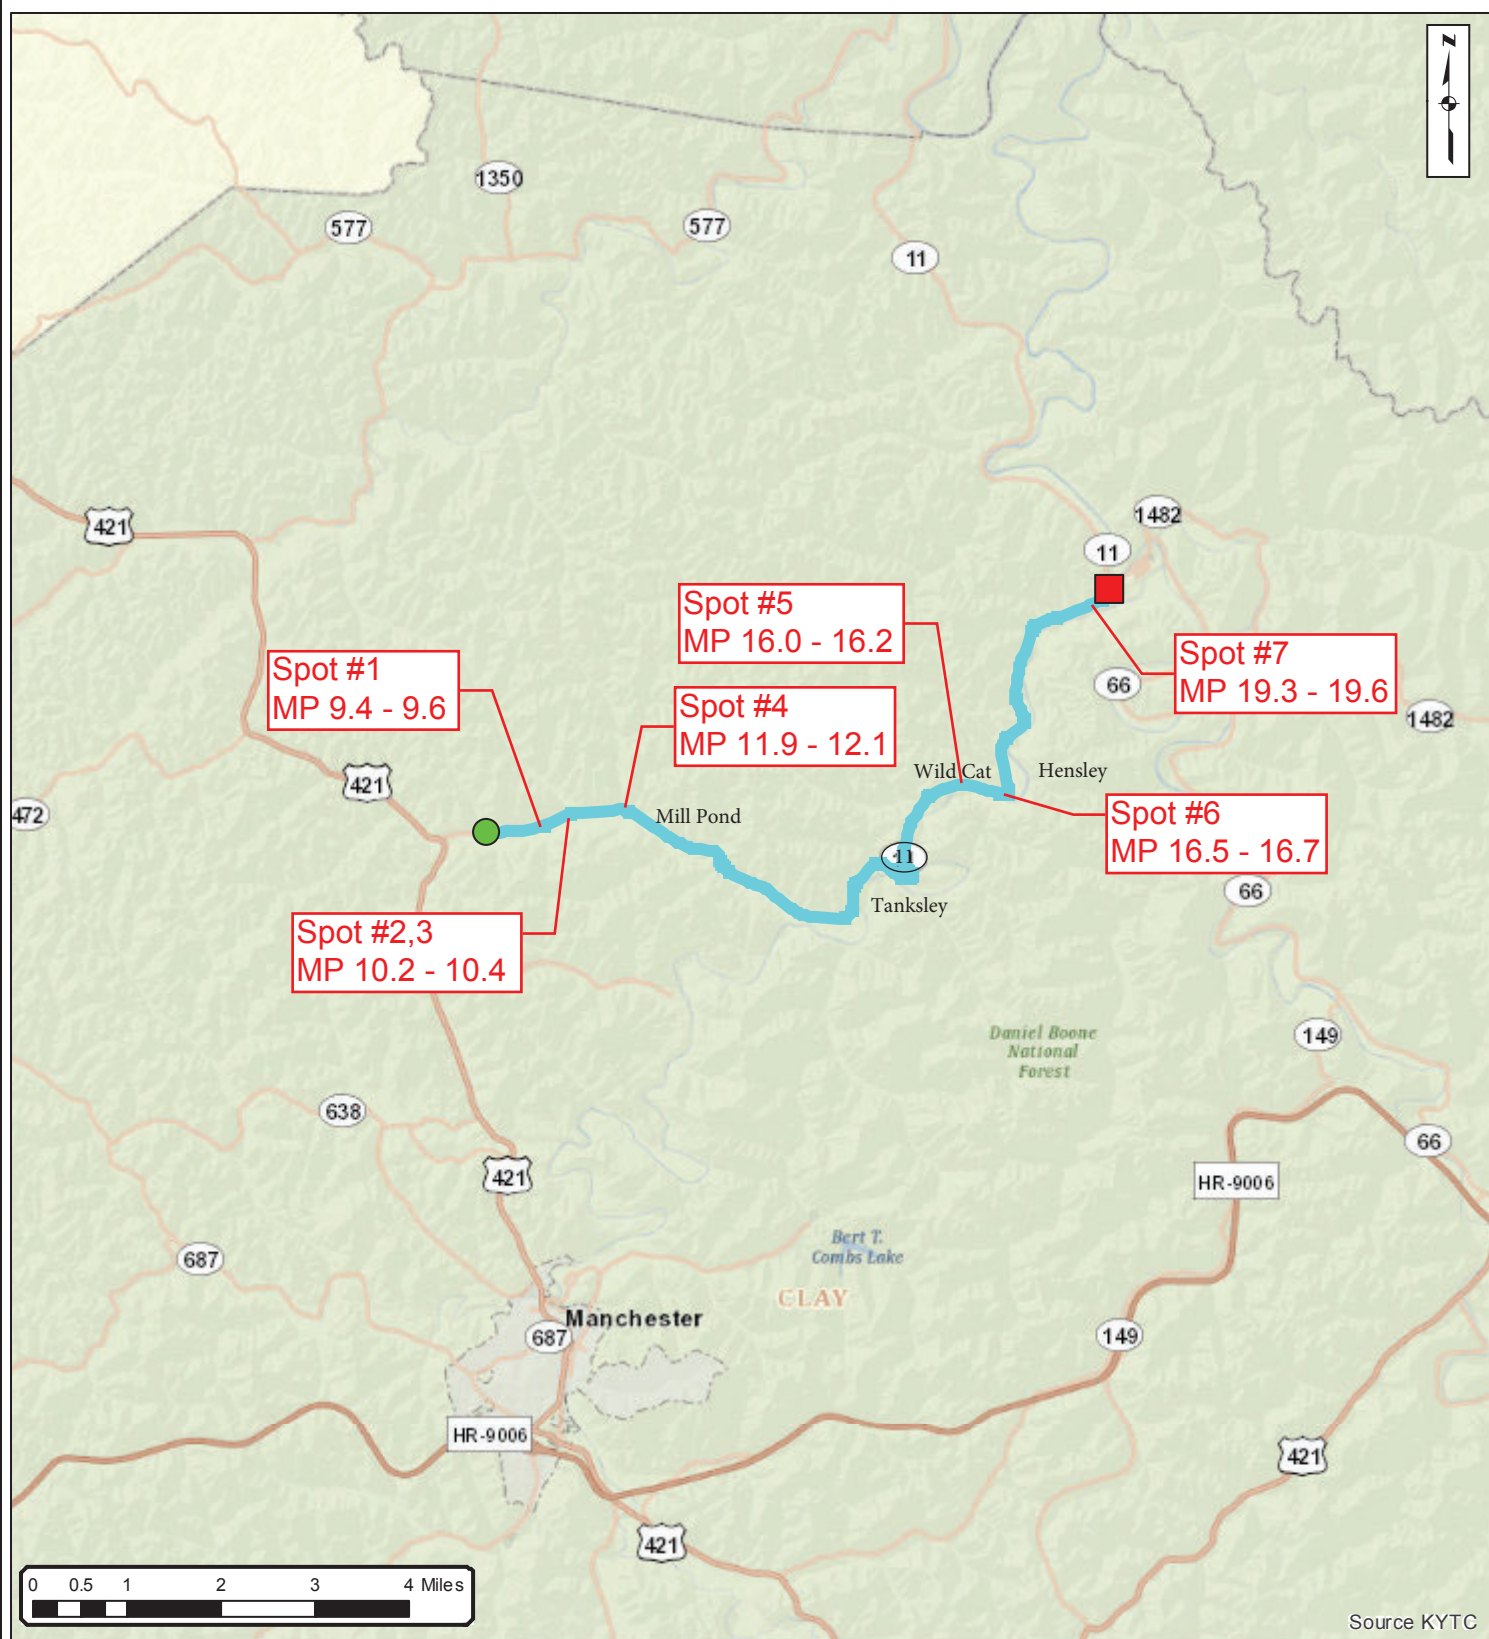 N
1350
577
577
11
421
1482
11
Spot #5
MP 16.0 - 16.2
Spot #1
MP 9.4 - 9.6
Spot #7
MP 19.3 - 19.6
66
Spot #4
MP 11.9 - 12.1
1482
421
Wild Cat
Hensley
472
Mill Pond
Spot #6
MP 16.5 - 16.7
11
66
Tanksley
Spot #2,3
MP 10.2 - 10.4
Daniel Boone
National
Forest
149
638
66
421
HR-9006
687
Bert T.
Combs Lake
CLAY
Manchester
687
149
HR-9006
421
421
0 0.5 1 2 3 4 Miles
Source KYTC